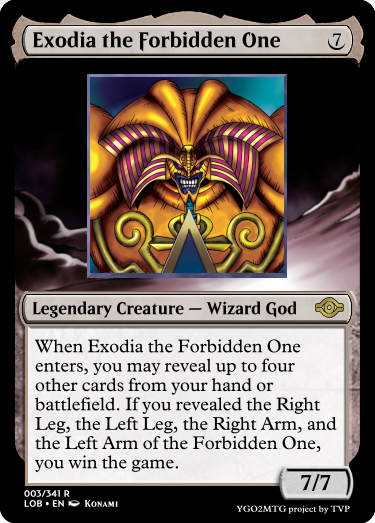 Exodia the Forbidden One 7
Legendary Creature — Wizard God
When Exodia the Forbidden One
enters, you may reveal up to four
other cards from your hand or
battlefield. If you revealed the Right
Leg, the Left Leg, the Right Arm, and
the Left Arm of the Forbidden One,
you win the game.
7/7
003/341 R
LOB • EN Konami
YGO2MTG project by TVP